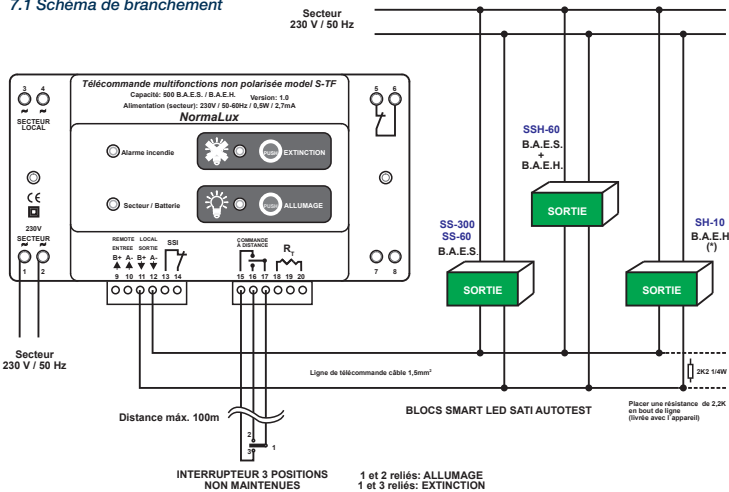 7.1 Schéma de branchement
Secteur
230 V / 50 Hz
3 4
SECTEUR
LOCAL
Télécommande multifonctions non polarisée model S-TF
Capacité: 500 B.A.E.S. / B.A.E.H. Version: 1.0
Alimentation (secteur): 230V / 50-60Hz / 0,5W / 2,7mA
NormaLux
5 6
Alarme incendie
PUSH EXTINCTION
Secteur / Batterie
PUSH ALLUMAGE
CE
230V
SECTEUR
1 2
7 8
REMOTE LOCAL
ENTREE SORTIE
B+ A- B+ A-
SSI
9 10 11 12 13 14
COMMANDE
A DISTANCE
RT
15 16 17 18 19 20
SSH-60
B.A.E.S.
+
B.A.E.H.
SORTIE
SS-300
SS-60
B.A.E.S.
SORTIE
SH-10
B.A.E.H
(*)
SORTIE
Secteur
230 V / 50 Hz
Ligne de télécommande câble 1,5mm²
2K2 1/4W
Distance máx. 100m
BLOCS SMART LED SATI AUTOTEST
Placer une résistance de 2,2K
en bout de ligne
(livrée avec l´appareil)
2
1
3
INTERRUPTEUR 3 POSITIONS
NON MAINTENUES
1 et 2 reliés: ALLUMAGE
1 et 3 reliés: EXTINCTION